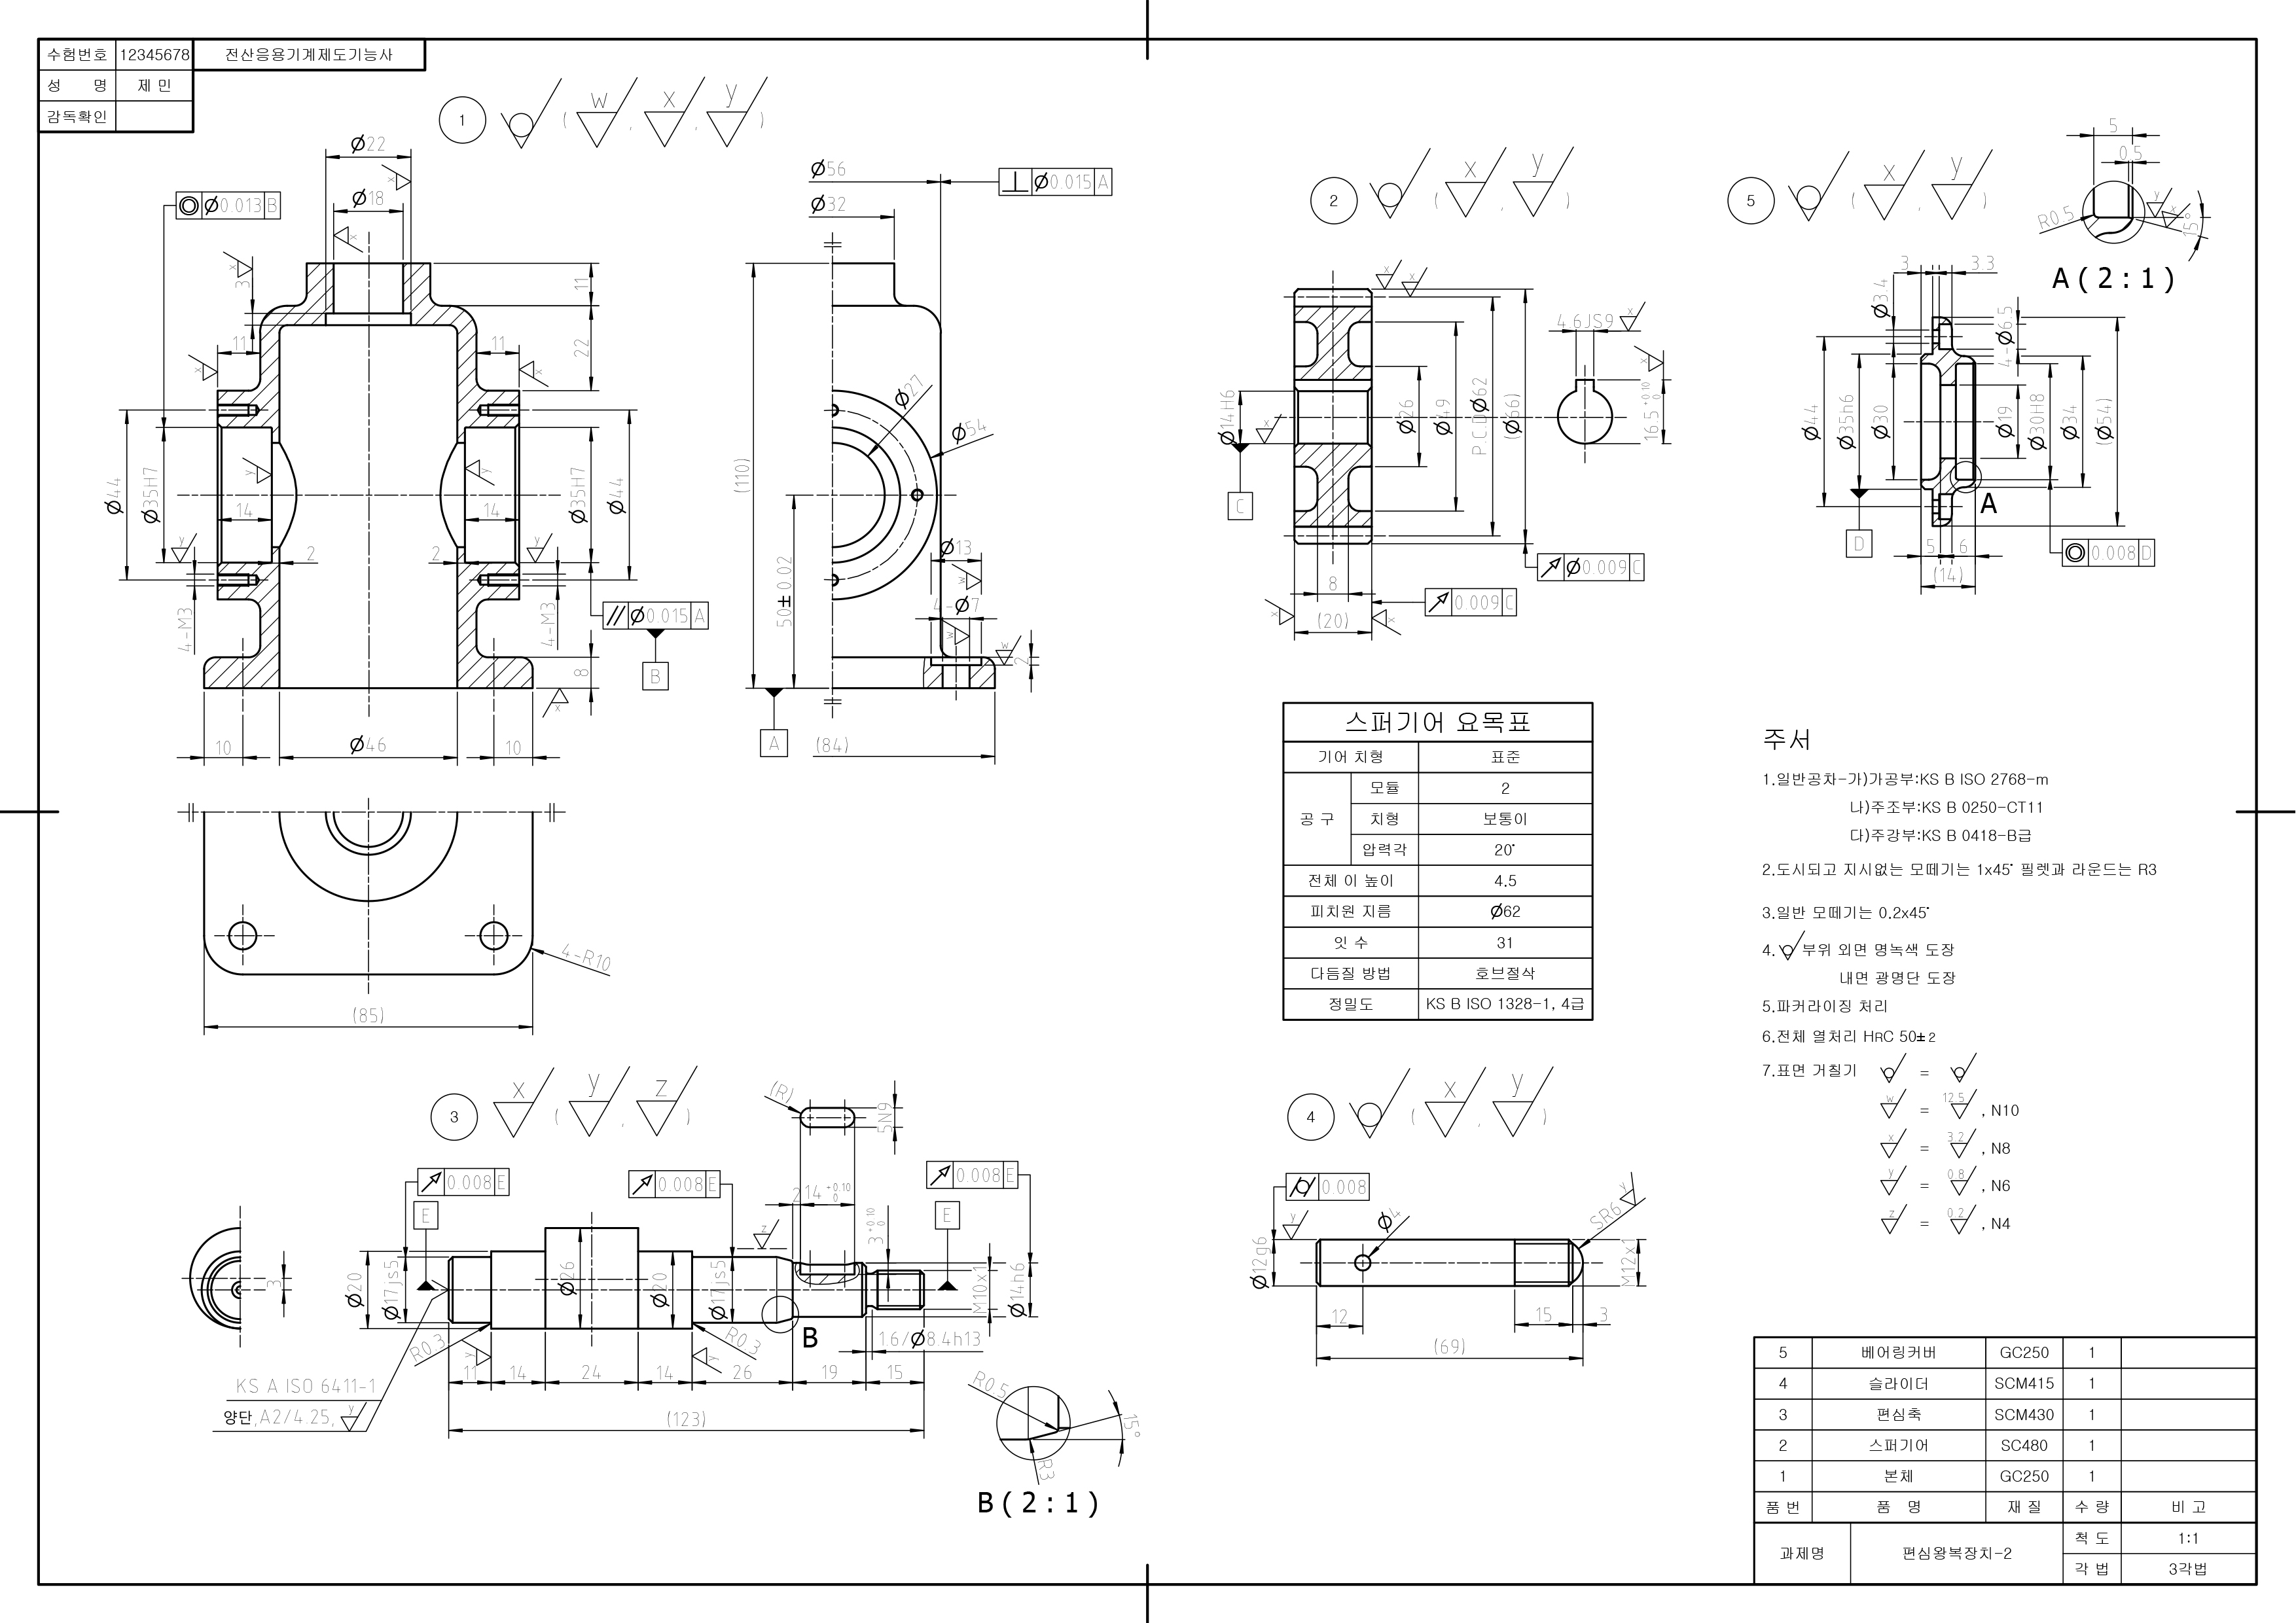 수험번호 12345678 전산응용기계제도기능사
성 명 제 민
감독확인
1 ( w , x , y )
Ø22
Ø18
◎ Ø0.013 B
x
x
x
3
11
11
11
22
x
x
Ø44
Ø35H7
y
14
y
14
Ø35H7
Ø44
y
2
2
y
4-M3
4-M3
// Ø0.015 A
B
8
x
10
Ø46
10
Ø56
Ø32
⊥ Ø0.015 A
(110)
50±0.02
Ø27
Ø54
Ø13
w
4-Ø7
w
w
2
A
(84)
4-R10
(85)
2 ( x , y )
x x
Ø14H6
x
C
Ø26
Ø49
P.C.DØ62
(Ø66)
4.6JS9 x
x
16.5 +0.10 0
↗ Ø0.009 C
↗ 0.009 C
8
(20)
x
x
5 ( x , y )
5
0.5
R0.5
y
x
15°
A(2:1)
3
3.3
Ø3.4
4-Ø6.5
Ø44
Ø35h6
Ø30
Ø19
Ø30H8
Ø34
(Ø54)
A
D
◎ 0.008 D
5
6
(14)
스퍼기어 요목표
기어 치형 표준
공 구 모듈 2
치형 보통이
압력각 20°
전체 이 높이 4.5
피치원 지름 Ø62
잇 수 31
다듬질 방법 호브절삭
정밀도 KS B ISO 1328-1, 4급
주서
1.일반공차-가)가공부:KS B ISO 2768-m
나)주조부:KS B 0250-CT11
다)주강부:KS B 0418-B급
2.도시되고 지시없는 모떼기는 1x45° 필렛과 라운드는 R3
3.일반 모떼기는 0.2x45°
4. 부위 외면 명녹색 도장
내면 광명단 도장
5.파커라이징 처리
6.전체 열처리 HRC 50±2
7.표면 거칠기 =
w = 12.5 , N10
x = 3.2 , N8
y = 0.8 , N6
z = 0.2 , N4
3 x ( y , z )
(R)
5N9
↗ 0.008 E
↗ 0.008 E
↗ 0.008 E
E
E
2
14 +0.10 0
3 +0.10 0
z
3
Ø20
Ø17js5
Ø26
Ø20
Ø17js5
M10x1
Ø14h6
B
1.6/Ø8.4h13
R0.3
y
R0.3
y
11
14
24
14
26
19
15
(123)
KS A ISO 6411-1
양단,A2/4.25, y
R0.5
15°
R3
B(2:1)
4 ( x , y )
⌭ 0.008
y
Ø4
SR6 y
Ø12g6
M12x1
12
15
3
(69)
5 베어링커버 GC250 1
4 슬라이더 SCM415 1
3 편심축 SCM430 1
2 스퍼기어 SC480 1
1 본체 GC250 1
품 번 품 명 재 질 수 량 비 고
과제명 편심왕복장치-2 척 도 1:1
각 법 3각법